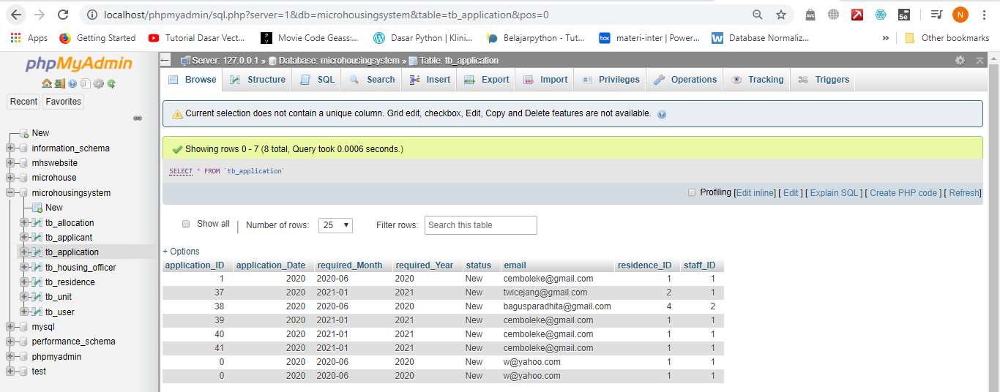 localhost/phpmyadmin/sql.php?server=1&db=microhousingsystem&table=tb_application&pos=0
AVG
Se
N
Apps Getting Started Tutorial Dasar Vect... Movie Code Geass:... Dasar Python | Klini... Belajarpython - Tut... box materi-inter | Power... W Database Normaliz... » Other bookmarks
phpMyAdmin
Recent Favorites
New
information_schema
mhswebsite
microhouse
microhousingsystem
New
tb_allocation
tb_applicant
tb_application
tb_housing_officer
tb_residence
tb_unit
tb_user
mysql
performance_schema
phpmyadmin
test
Server: 127.0.0.1 » Database: microhousingsystem » Table: tb_application
Browse Structure SQL Search Insert Export Import Privileges Operations Tracking Triggers
Current selection does not contain a unique column. Grid edit, checkbox, Edit, Copy and Delete features are not available.
Showing rows 0 - 7 (8 total, Query took 0.0006 seconds.)
SELECT * FROM `tb_application`
Profiling [Edit inline] [ Edit ] [ Explain SQL ] [ Create PHP code ] [ Refresh]
Show all | Number of rows: 25 Filter rows: Search this table
+ Options
application_ID application_Date required_Month required_Year status email residence_ID staff_ID
1 2020 2020-06 2020 New cemboleke@gmail.com 1 1
37 2020 2021-01 2021 New twicejang@gmail.com 2 1
38 2020 2020-06 2020 New bagusparadhita@gmail.com 4 2
39 2020 2021-01 2021 New cemboleke@gmail.com 1 1
40 2020 2021-01 2021 New cemboleke@gmail.com 1 1
41 2020 2021-01 2021 New cemboleke@gmail.com 1 1
0 2020 2020-06 2020 New w@yahoo.com 1 1
0 2020 2020-06 2020 New w@yahoo.com 1 1